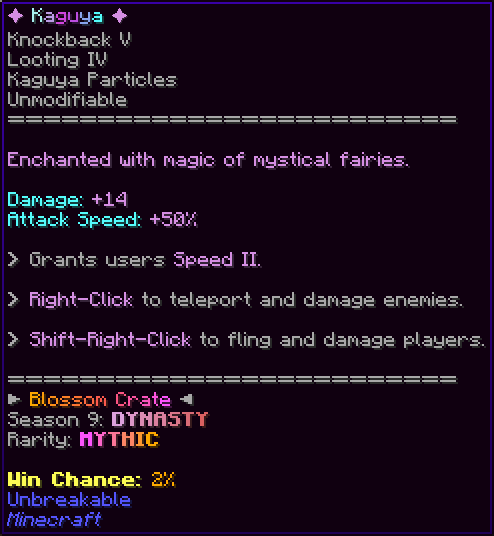 ✦ Kaguya ✦
Knockback V
Looting IV
Kaguya Particles
Unmodifiable
=========================
Enchanted with magic of mystical fairies.
Damage: +14
Attack Speed: +50%
> Grants users Speed II.
> Right-Click to teleport and damage enemies.
> Shift-Right-Click to fling and damage players.
=========================
► Blossom Crate ◄
Season 9: DYNASTY
Rarity: MYTHIC
Win Chance: 2%
Unbreakable
Minecraft